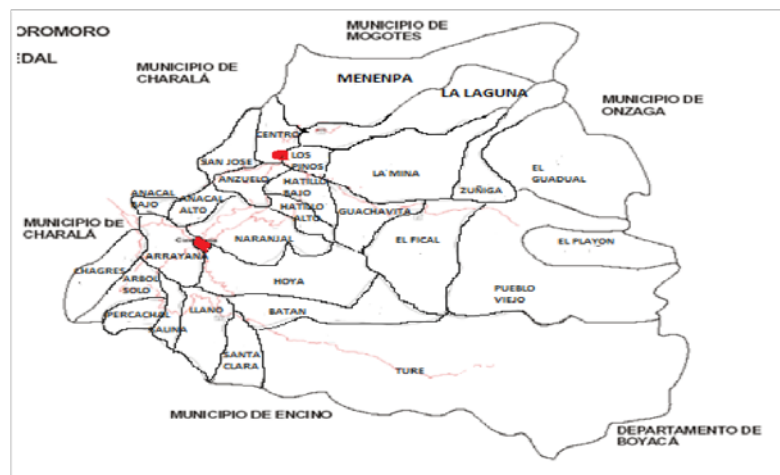 OROMORO
EDAL
MUNICIPIO DE
MOGOTES
MUNICIPIO DE
CHARALÁ
MENENPA
LA LAGUNA
MUNICIPIO DE
ONZAGA
CENTRO
LOS
PINOS
SAN JOSE
ANZUELO
LA MINA
EL
GUADUAL
ZUÑIGA
HATILLO
BAJO
ANACAL
BAJO
ANACAL
ALTO
HATILLO
ALTO
GUACHAVITA
MUNICIPIO DE
CHARALÁ
NARANJAL
EL FICAL
EL PLAYON
ARRAYANA
CHAGRES
ARBOL
SOLO
HOYA
PUEBLO
VIEJO
PERCACHOL
LLANO
BATAN
SALINA
SANTA
CLARA
TURE
MUNICIPIO DE ENCINO
DEPARTAMENTO DE
BOYACÁ